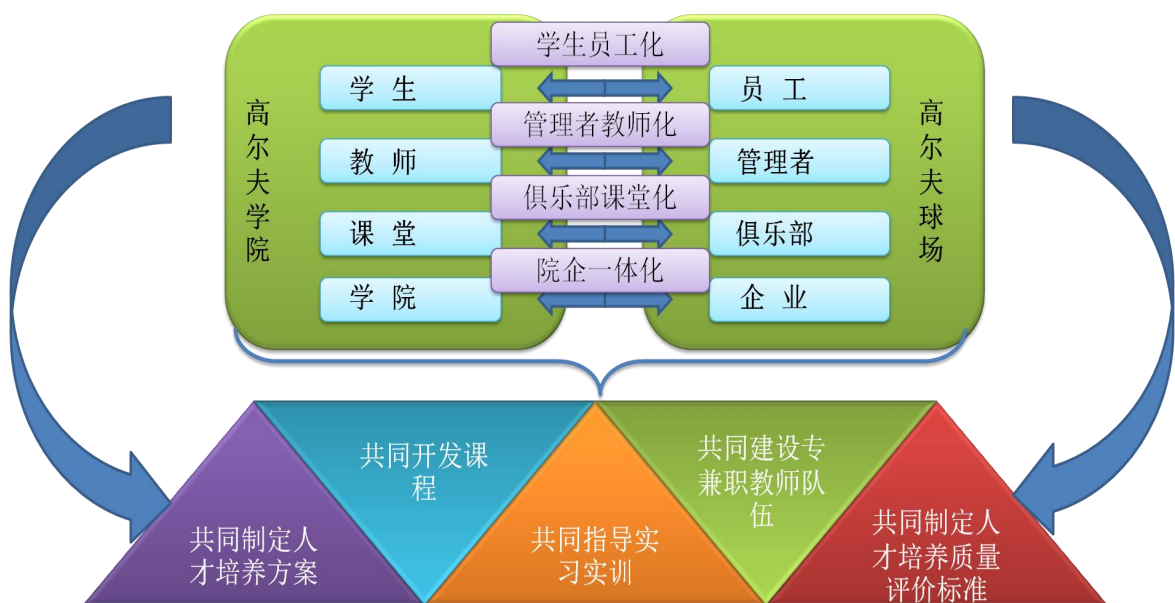 学生员工化
学 生
员 工
管理者教师化
教 师
管理者
俱乐部课堂化
课 堂
俱乐部
院企一体化
学 院
企 业
高尔夫学院
高尔夫球场
共同制定人
才培养方案
共同开发课
程
共同指导实
习实训
共同建设专
兼职教师队
伍
共同制定人
才培养质量
评价标准